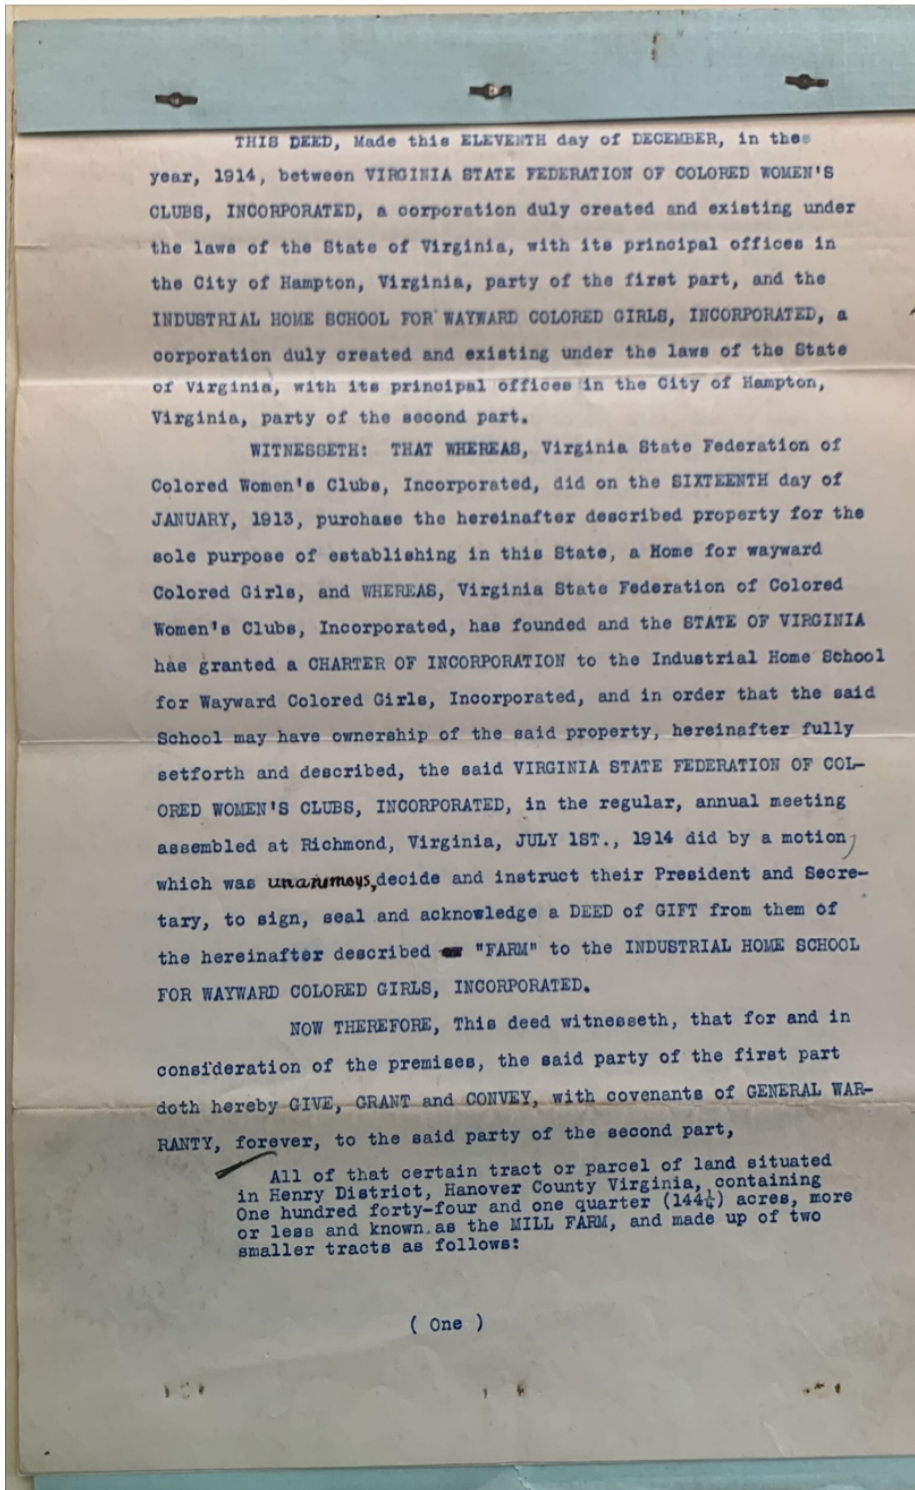 THIS DEED, Made this ELEVENTH day of DECEMBER, in the
year, 1914, between VIRGINIA STATE FEDERATION OF COLORED WOMEN'S
CLUBS, INCORPORATED, a corporation duly created and existing under
the laws of the State of Virginia, with its principal offices in
the City of Hampton, Virginia, party of the first part, and the
INDUSTRIAL HOME SCHOOL FOR WAYWARD COLORED GIRLS, INCORPORATED, a
corporation duly created and existing under the laws of the State
of Virginia, with its principal offices in the City of Hampton,
Virginia, party of the second part.
WITNESSETH: THAT WHEREAS, Virginia State Federation of
Colored Women's Clubs, Incorporated, did on the SIXTEENTH day of
JANUARY, 1913, purchase the hereinafter described property for the
sole purpose of establishing in this State, a Home for wayward
Colored Girls, and WHEREAS, Virginia State Federation of Colored
Women's Clubs, Incorporated, has founded and the STATE OF VIRGINIA
has granted a CHARTER OF INCORPORATION to the Industrial Home School
for Wayward Colored Girls, Incorporated, and in order that the said
School may have ownership of the said property, hereinafter fully
setforth and described, the said VIRGINIA STATE FEDERATION OF COL-
ORED WOMEN'S CLUBS, INCORPORATED, in the regular, annual meeting
assembled at Richmond, Virginia, JULY 1ST., 1914 did by a motion,
which was unanimoys, decide and instruct their President and Secre-
tary, to sign, seal and acknowledge a DEED of GIFT from them of
the hereinafter described "FARM" to the INDUSTRIAL HOME SCHOOL
FOR WAYWARD COLORED GIRLS, INCORPORATED.
NOW THEREFORE, This deed witnesseth, that for and in
consideration of the premises, the said party of the first part
doth hereby GIVE, GRANT and CONVEY, with covenants of GENERAL WAR-
RANTY, forever, to the said party of the second part,
All of that certain tract or parcel of land situated
in Henry District, Hanover County Virginia, containing
One hundred forty-four and one quarter (144¼) acres, more
or less and known as the MILL FARM, and made up of two
smaller tracts as follows:
( One )